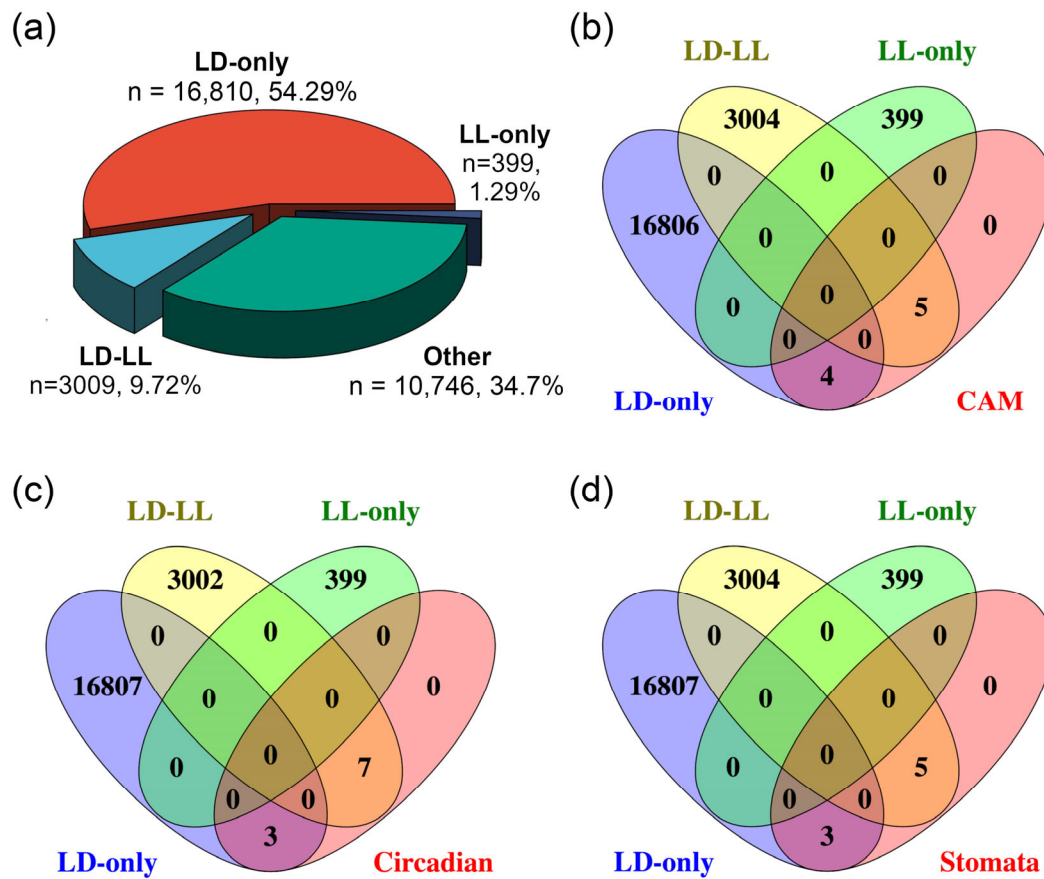 (a)
LD-only
n = 16,810, 54.29%
LL-only
n=399,
1.29%
LD-LL
n=3009, 9.72%
Other
n = 10,746, 34.7%
(b)
LD-LL
LL-only
3004
399
0
0
0
16806
0
0
0
0
0
5
0
0
4
LD-only
CAM
(c)
LD-LL
LL-only
3002
399
0
0
0
16807
0
0
0
0
0
7
0
0
3
LD-only
Circadian
(d)
LD-LL
LL-only
3004
399
0
0
0
16807
0
0
0
0
0
5
0
0
3
LD-only
Stomata